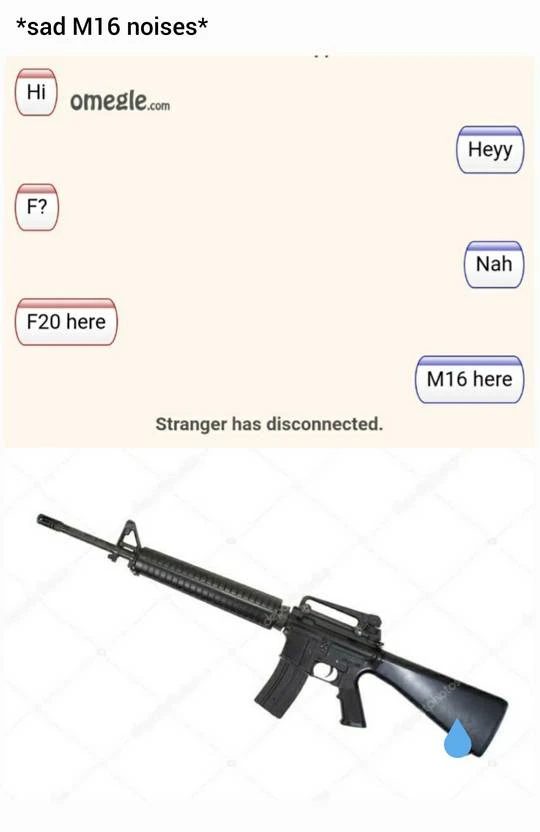 *sad M16 noises*
Hi
omegle.com
Heyy
F?
Nah
F20 here
M16 here
Stranger has disconnected.